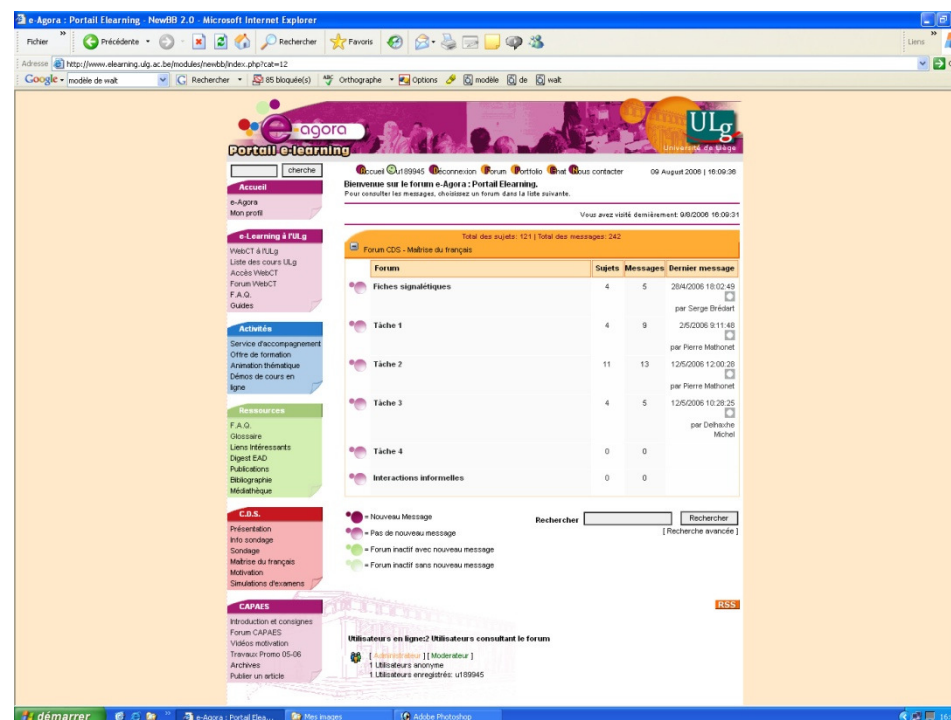 e-Agora : Portail Elearning - NewBB 2.0 - Microsoft Internet Explorer
Fichier » Précédente Rechercher Favoris Liens »
Adresse http://www.elearning.ulg.ac.be/modules/newbb/index.php?cat=12
Google modèle de walt Rechercher 85 bloquée(s) Orthographe Options modèle de walt
e-agora
Portail e-learning
ULg
Université de Liège
cherche
Accueil u189945 Déconnexion Forum Portfolio Chat Nous contacter 09 August 2006 | 16:09:36
Accueil
e-Agora
Mon profil
Bienvenue sur le forum e-Agora : Portail Elearning.
Pour consulter les messages, choisissez un forum dans la liste suivante.
Vous avez visité dernièrement: 9/8/2006 16:09:31
e-Learning à l'ULg
WebCT à l'ULg
Liste des cours ULg
Accès WebCT
Forum WebCT
F.A.Q.
Guides
Activités
Service d'accompagnement
Offre de formation
Animation thématique
Démos de cours en
ligne
Ressources
F.A.Q.
Glossaire
Liens Intéressants
Digest EAD
Publications
Bibliographie
Médiathèque
C.D.S.
Présentation
Info sondage
Sondage
Maîtrise du français
Motivation
Simulations d'examens
CAPAES
Introduction et consignes
Forum CAPAES
Vidéos motivation
Travaux Promo 05-06
Archives
Publier un article
Total des sujets: 121 | Total des messages: 242
Forum CDS - Maîtrise du français
Forum Sujets Messages Dernier message
Fiches signalétiques 4 5 28/4/2006 18:02:49
par Serge Brédart
Tâche 1 4 9 2/5/2006 9:11:48
par Pierre Mathonet
Tâche 2 11 13 12/5/2006 12:00:28
par Pierre Mathonet
Tâche 3 4 5 12/5/2006 10:28:25
par Delhaxhe
Michel
Tâche 4 0 0
Interactions informelles 0 0
= Nouveau Message
= Pas de nouveau message
= Forum inactif avec nouveau message
= Forum inactif sans nouveau message
Rechercher Rechercher
[ Recherche avancée ]
RSS
Utilisateurs en ligne:2 Utilisateurs consultant le forum
[ Administrateur ] [ Moderateur ]
1 Utilisateurs anonyme
1 Utilisateurs enregistrés: u189945
démarrer » e-Agora : Portail Elea... Mes images Adobe Photoshop